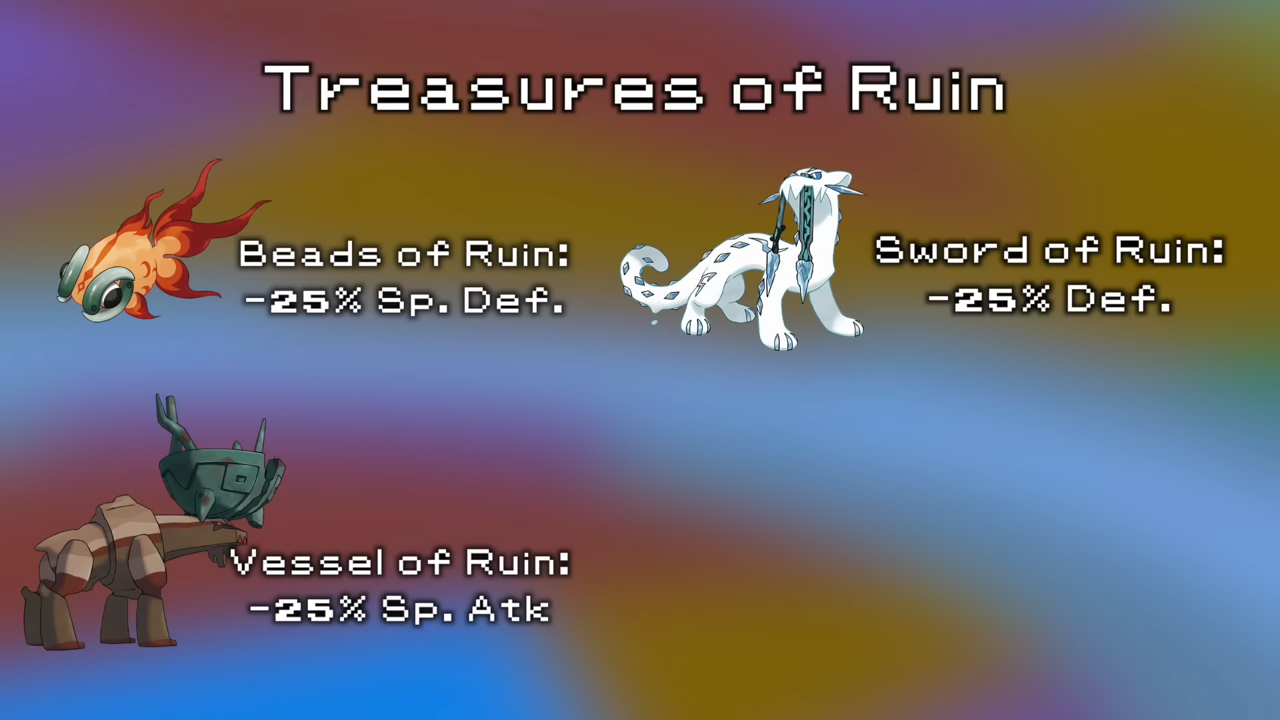 Treasures of Ruin
Beads of Ruin:
-25% Sp. Def.
Sword of Ruin:
-25% Def.
Vessel of Ruin:
-25% Sp. Atk